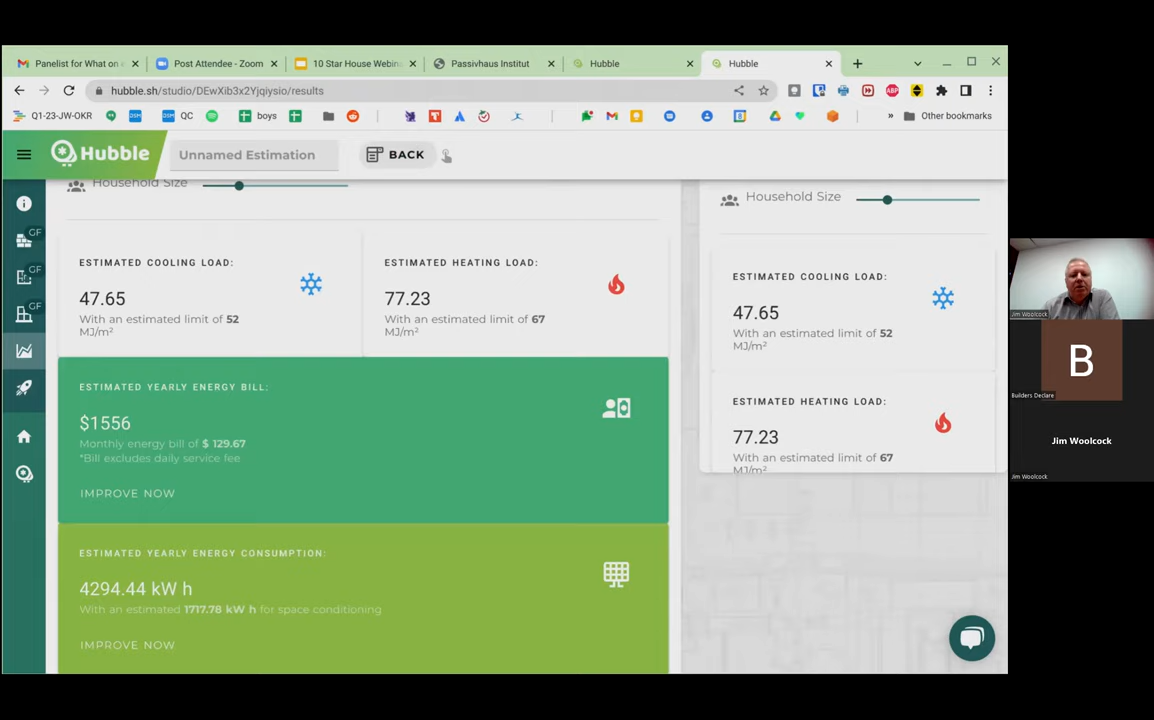 Panelist for What on
Post Attendee - Zoom
10 Star House Webin
Passivhaus Institut
Hubble
Hubble
hubble.sh/studio/DEwXib3x2Yjqiysio/results
Q1-23-JW-OKR
QC
boys
ABP
Other bookmarks
Hubble
Unnamed Estimation
BACK
GF
GF
GF
Household Size
ESTIMATED COOLING LOAD:
47.65
With an estimated limit of 52
MJ/m²
ESTIMATED HEATING LOAD:
77.23
With an estimated limit of 67
MJ/m²
ESTIMATED YEARLY ENERGY BILL:
$1556
Monthly energy bill of $ 129.67
*Bill excludes daily service fee
IMPROVE NOW
ESTIMATED YEARLY ENERGY CONSUMPTION:
4294.44 kW h
With an estimated 1717.78 kW h for space conditioning
IMPROVE NOW
Household Size
ESTIMATED COOLING LOAD:
47.65
With an estimated limit of 52
MJ/m²
ESTIMATED HEATING LOAD:
77.23
With an estimated limit of 67
MJ/m²
Jim Woolcock
B
Builders Declare
Jim Woolcock
Jim Woolcock